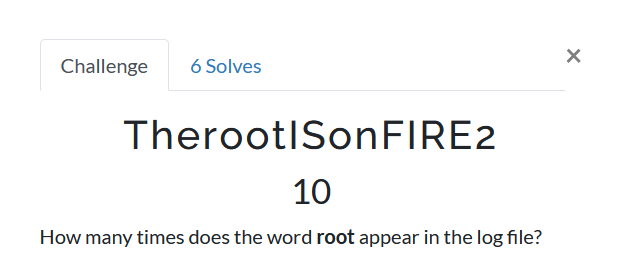 Challenge
6 Solves
×
TherootISonFIRE2
10
How many times does the word root appear in the log file?